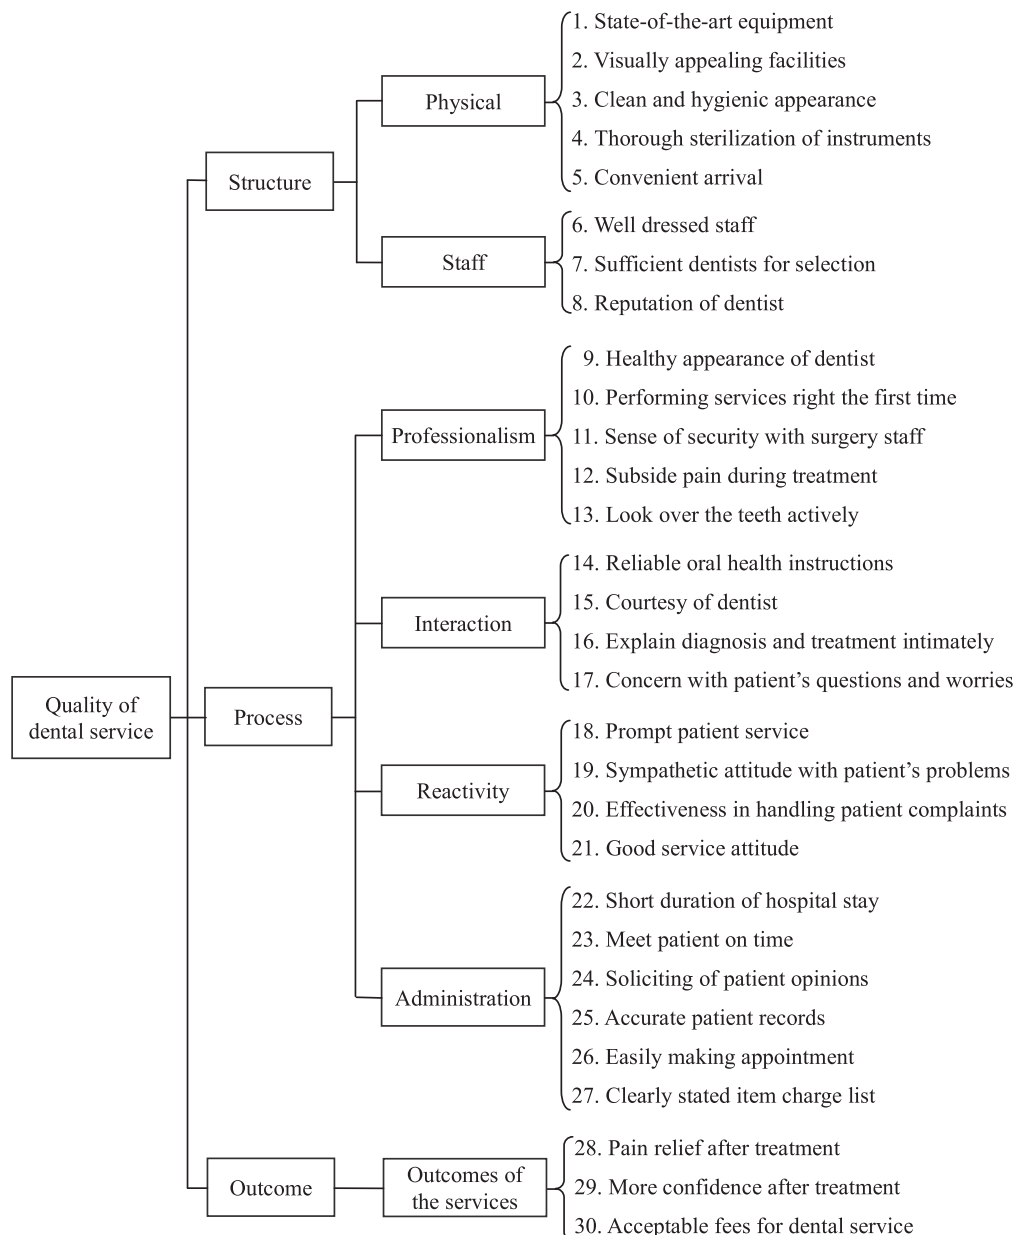 Quality of
dental service
Structure
Physical
1. State-of-the-art equipment
2. Visually appealing facilities
3. Clean and hygienic appearance
4. Thorough sterilization of instruments
5. Convenient arrival
Staff
6. Well dressed staff
7. Sufficient dentists for selection
8. Reputation of dentist
Process
Professionalism
9. Healthy appearance of dentist
10. Performing services right the first time
11. Sense of security with surgery staff
12. Subside pain during treatment
13. Look over the teeth actively
Interaction
14. Reliable oral health instructions
15. Courtesy of dentist
16. Explain diagnosis and treatment intimately
17. Concern with patient’s questions and worries
Reactivity
18. Prompt patient service
19. Sympathetic attitude with patient’s problems
20. Effectiveness in handling patient complaints
21. Good service attitude
Administration
22. Short duration of hospital stay
23. Meet patient on time
24. Soliciting of patient opinions
25. Accurate patient records
26. Easily making appointment
27. Clearly stated item charge list
Outcome
Outcomes of
the services
28. Pain relief after treatment
29. More confidence after treatment
30. Acceptable fees for dental service